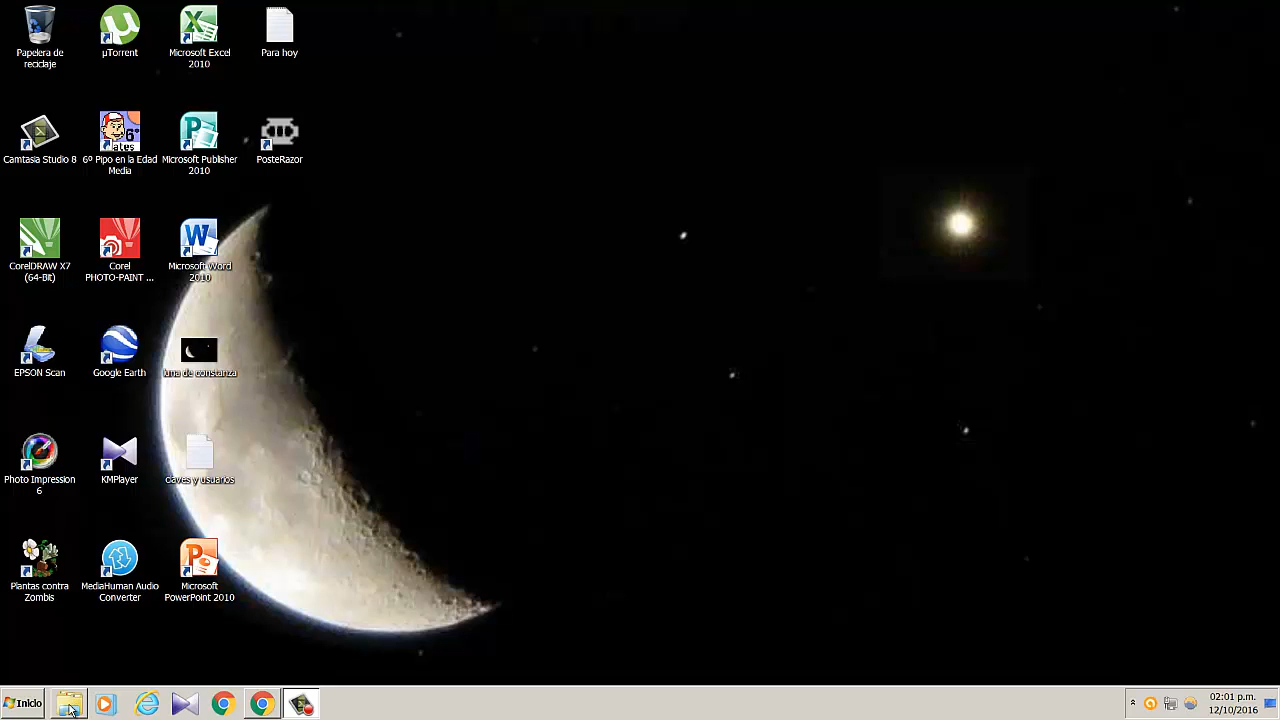 Papelera de
reciclaje
µTorrent
Microsoft Excel
2010
Para hoy
Camtasia Studio 8
6º Pipo en la Edad
Media
Microsoft Publisher
2010
PosteRazor
6°
ates
CorelDRAW X7
(64-Bit)
Corel
PHOTO-PAINT ...
Microsoft Word
2010
EPSON Scan
Google Earth
luna de constanza
Photo Impression
6
KMPlayer
claves y usuarios
Plantas contra
Zombis
MediaHuman Audio
Converter
Microsoft
PowerPoint 2010
Inicio
02:01 p.m.
12/10/2016